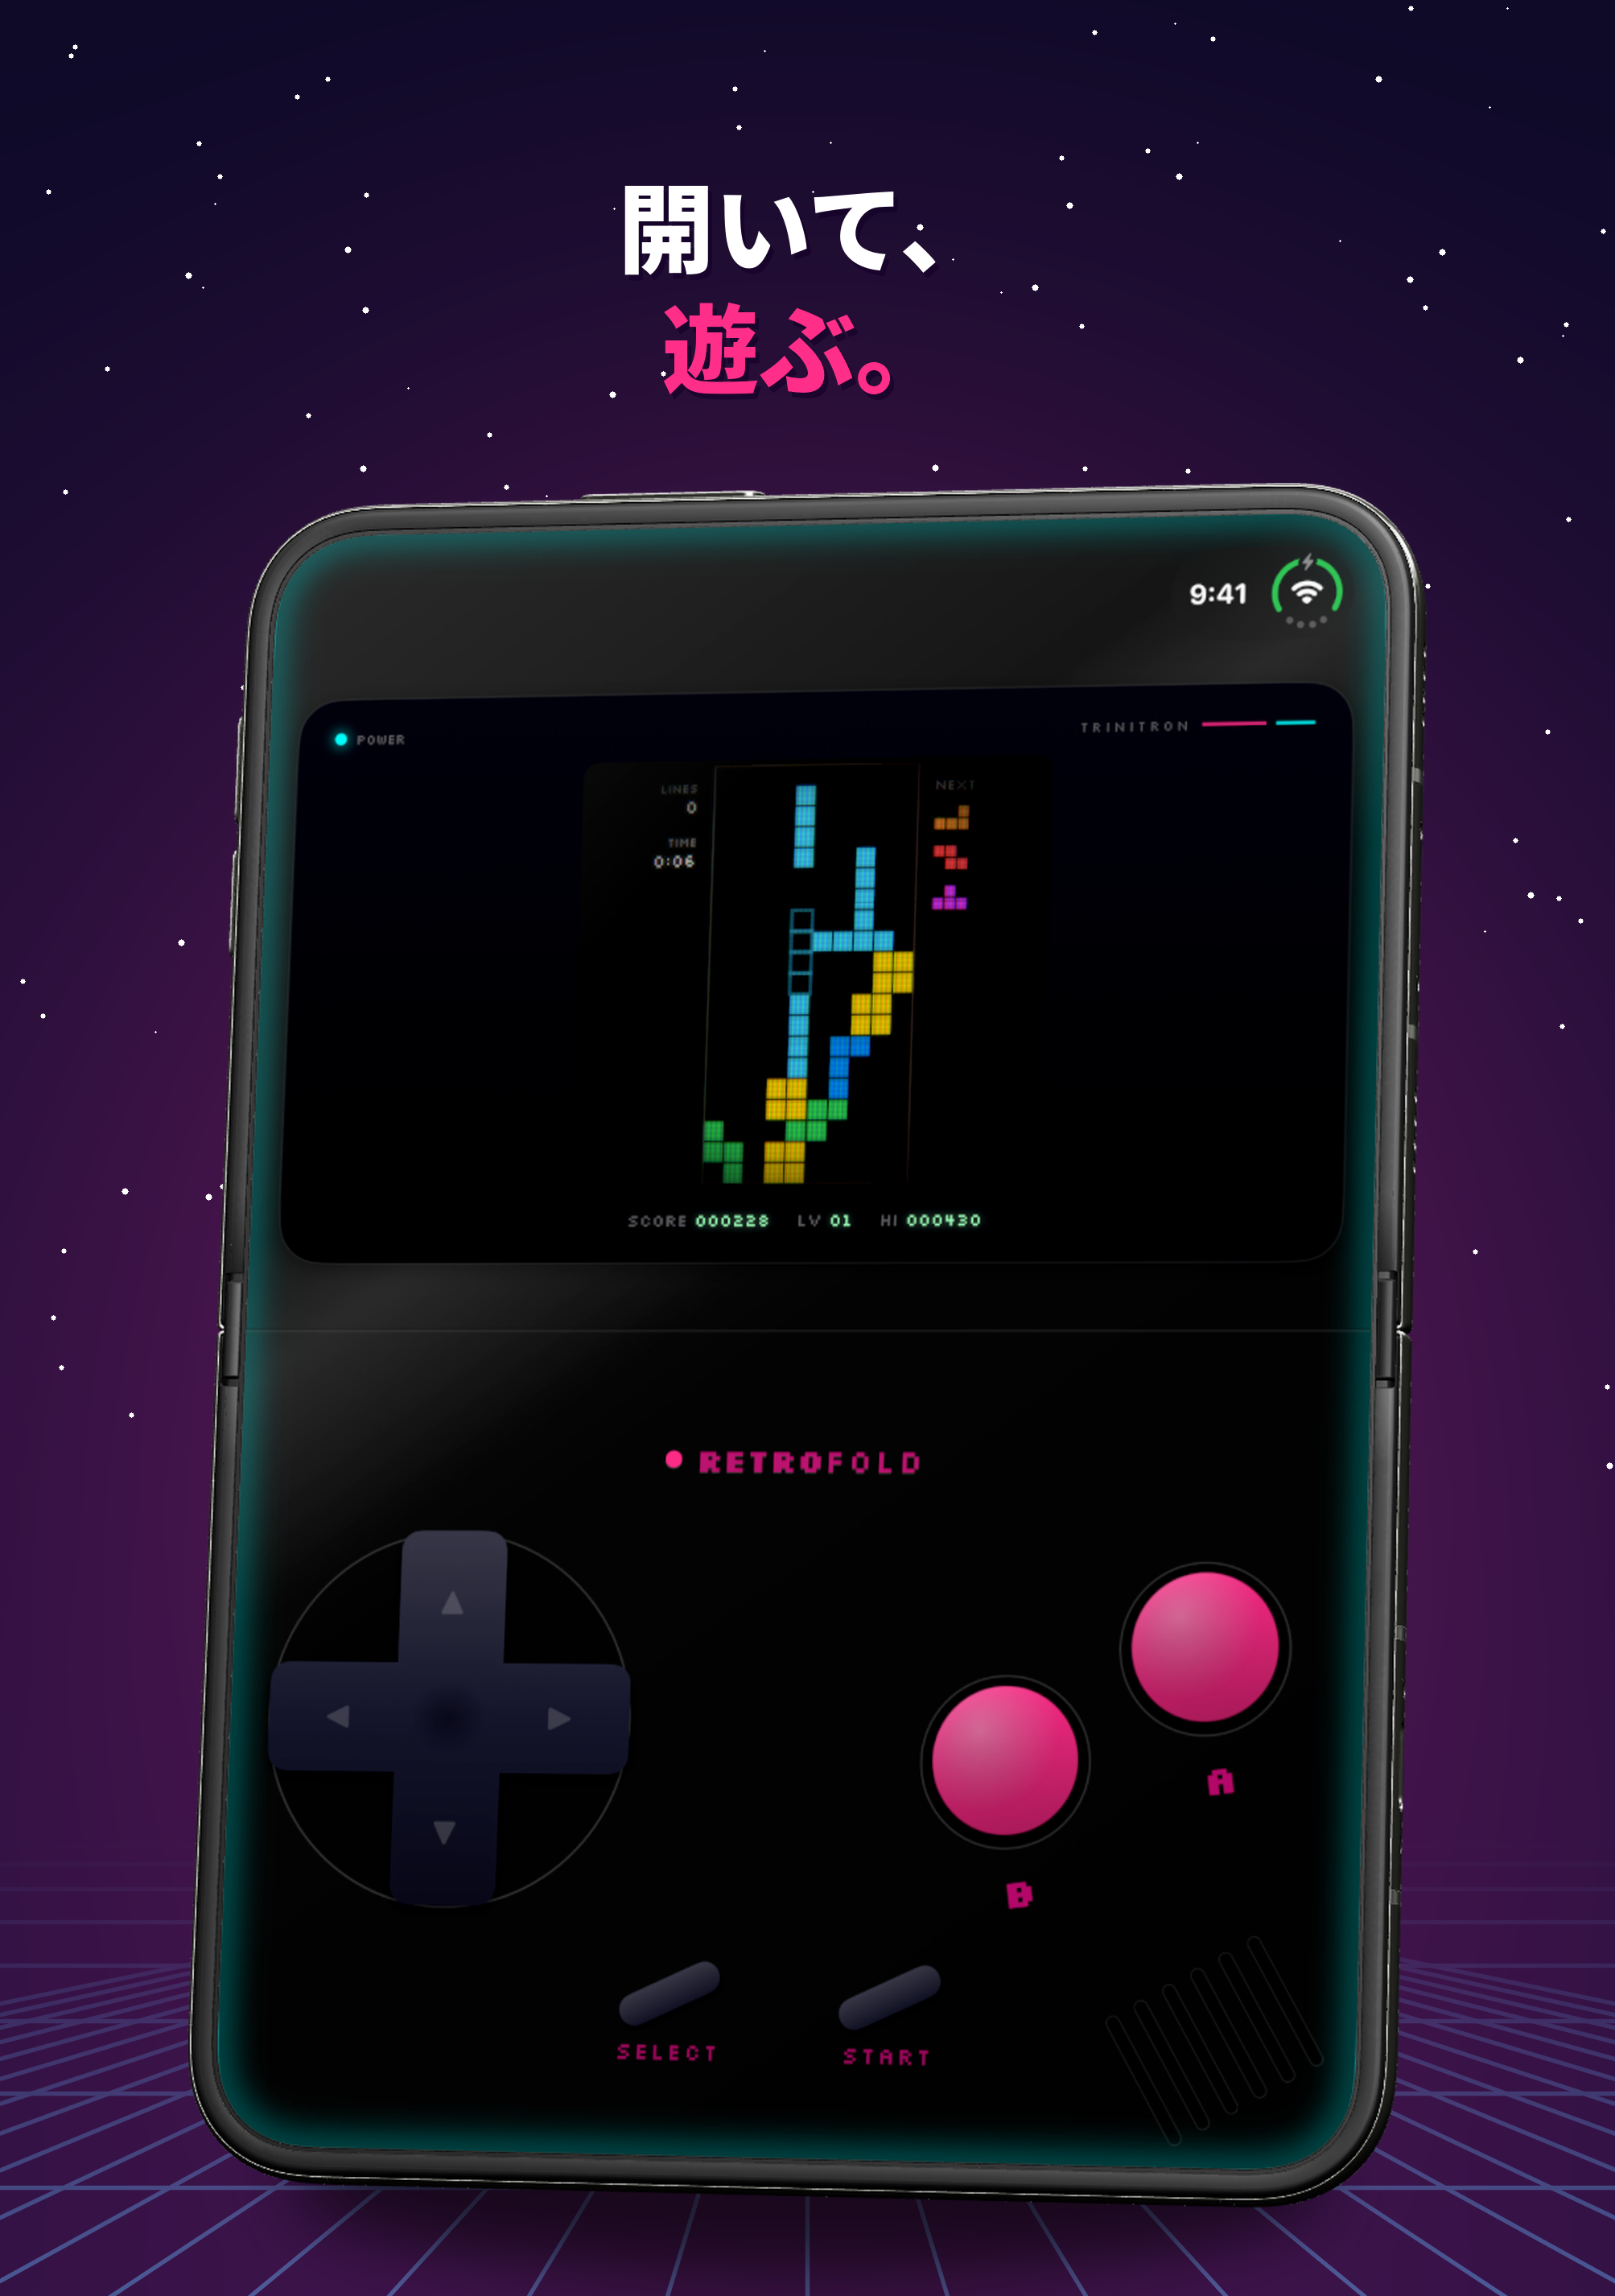 開いて、
遊ぶ。
9:41
POWER
TRINITRON
LINES
0
TIME
0:06
NEXT
SCORE 000228 LV 01 HI 000430
RETROFOLD
A
B
SELECT
START